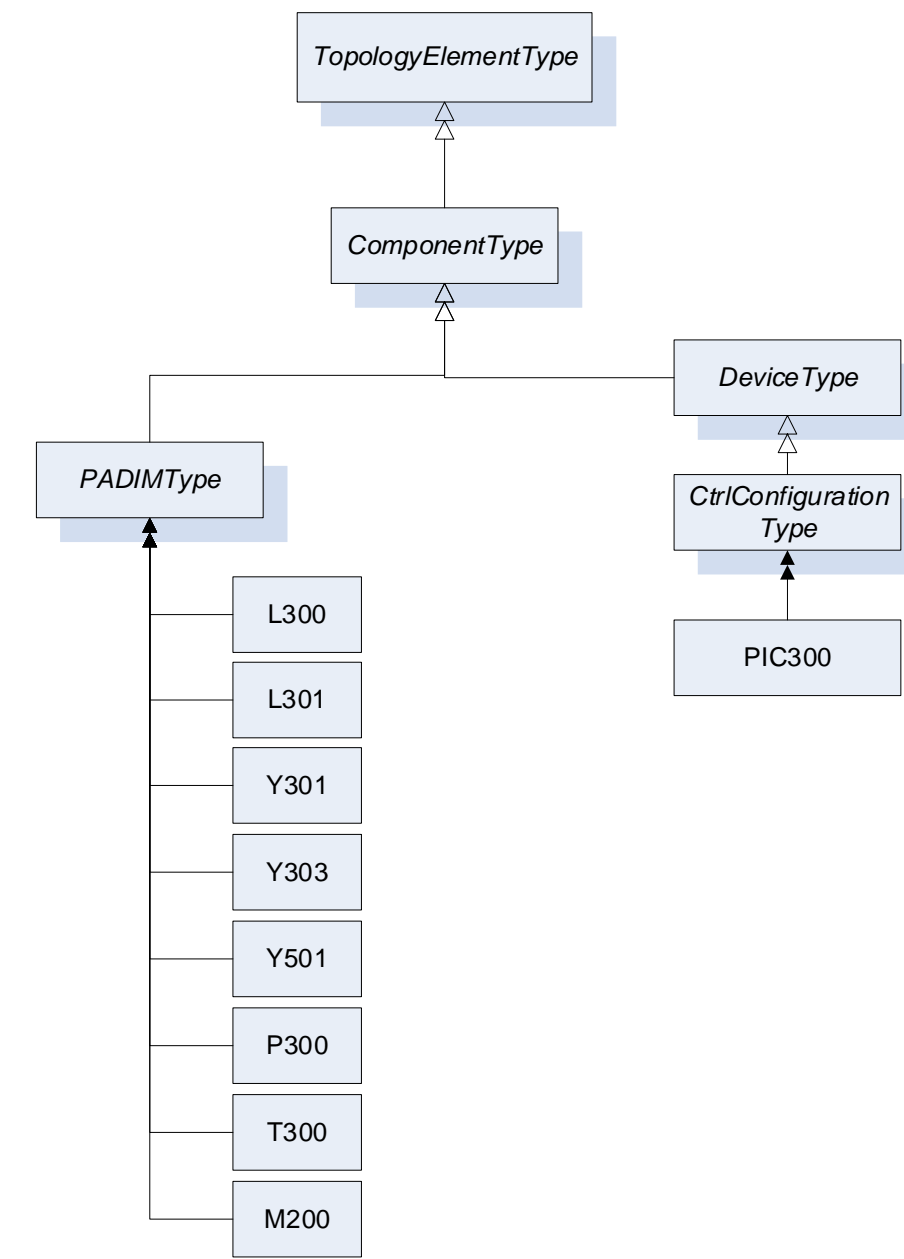 TopologyElementType
ComponentType
DeviceType
PADIMType
CtrlConfiguration
Type
L300
PIC300
L301
Y301
Y303
Y501
P300
T300
M200